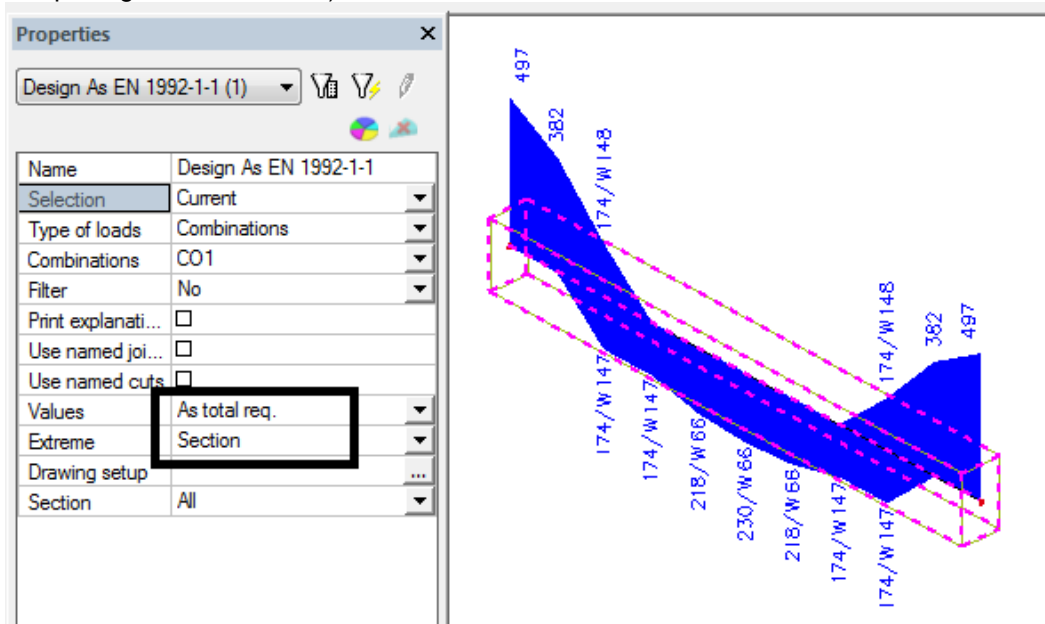 Properties
Design As EN 1992-1-1 (1)
Name Design As EN 1992-1-1
Selection Current
Type of loads Combinations
Combinations CO1
Filter No
Print explanati...
Use named joi...
Use named cuts
Values As total req.
Extreme Section
Drawing setup ...
Section All
497
382
174/W148
174/W148
382
497
174/W147
174/W147
218/W66
230/W66
218/W66
174/W147
174/W147